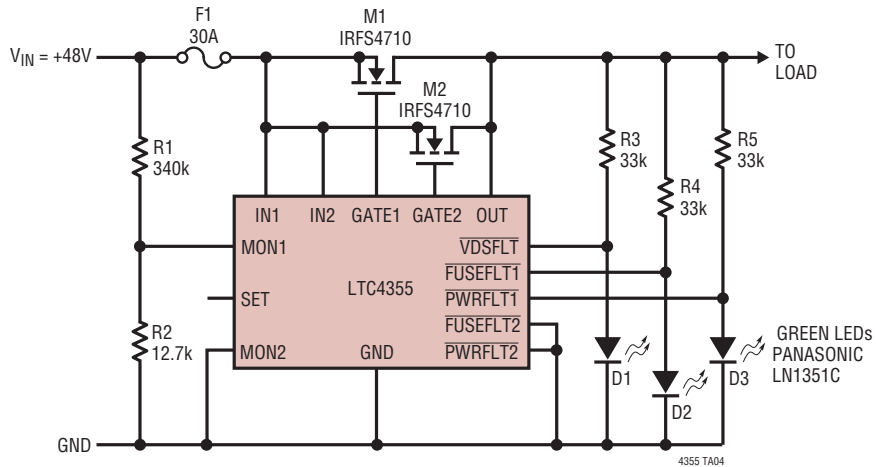 F1
30A
M1
IRFS4710
VIN = +48V
TO
LOAD
M2
IRFS4710
R1
340k
R3
33k
R5
33k
R4
33k
IN1 IN2 GATE1 GATE2 OUT
MON1
VDSFLT
FUSEFLT1
LTC4355
SET
PWRFLT1
FUSEFLT2
R2
12.7k
MON2
GND
PWRFLT2
GREEN LEDs
PANASONIC
LN1351C
D1
D2
D3
GND
4355 TA04